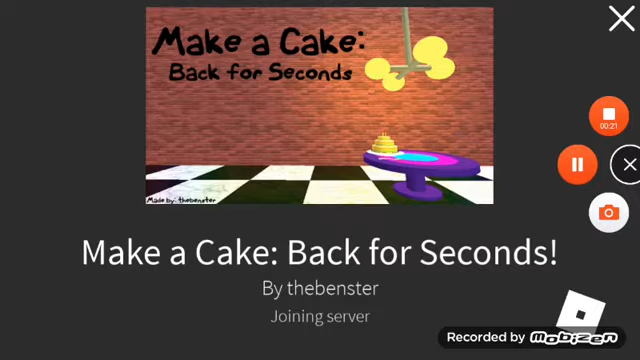 Make a Cake:
Back for Seconds
Made by: thebenster
00:21
Make a Cake: Back for Seconds!
By thebenster
Joining server
Recorded by Mobizen